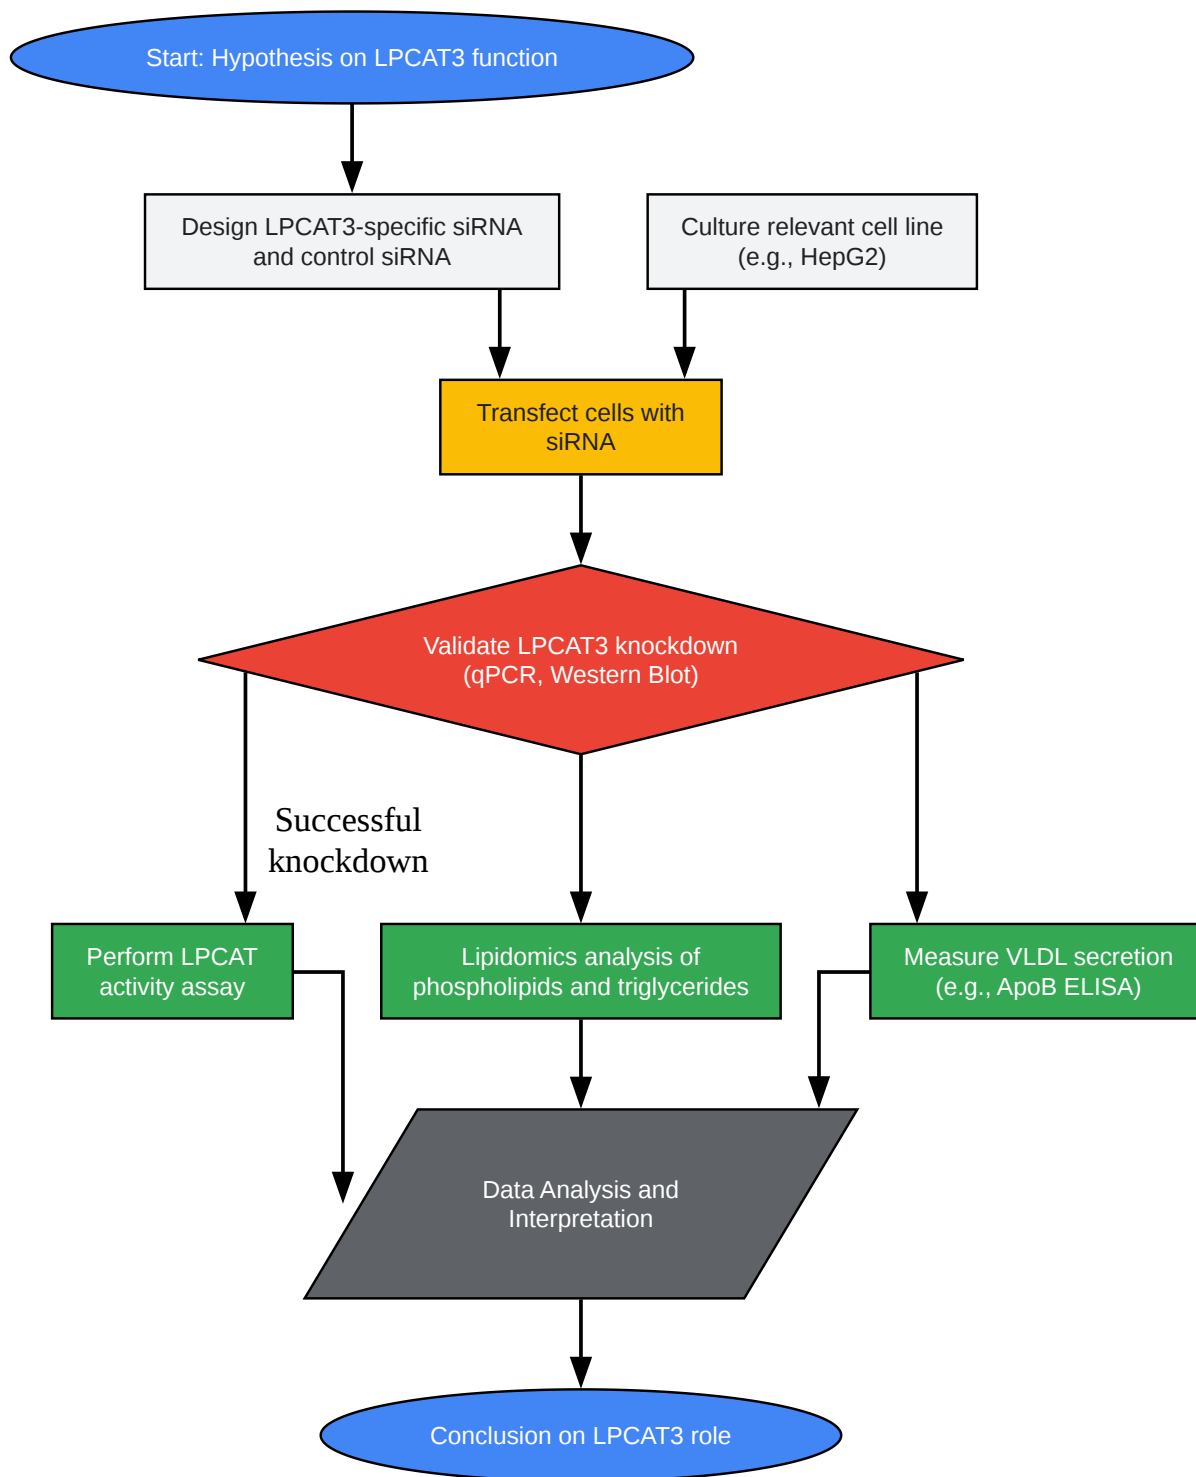 Start: Hypothesis on LPCAT3 function
Design LPCAT3-specific siRNA
and control siRNA
Culture relevant cell line
(e.g., HepG2)
Transfect cells with
siRNA
Validate LPCAT3 knockdown
(qPCR, Western Blot)
Successful
knockdown
Perform LPCAT
activity assay
Lipidomics analysis of
phospholipids and triglycerides
Measure VLDL secretion
(e.g., ApoB ELISA)
Data Analysis and
Interpretation
Conclusion on LPCAT3 role